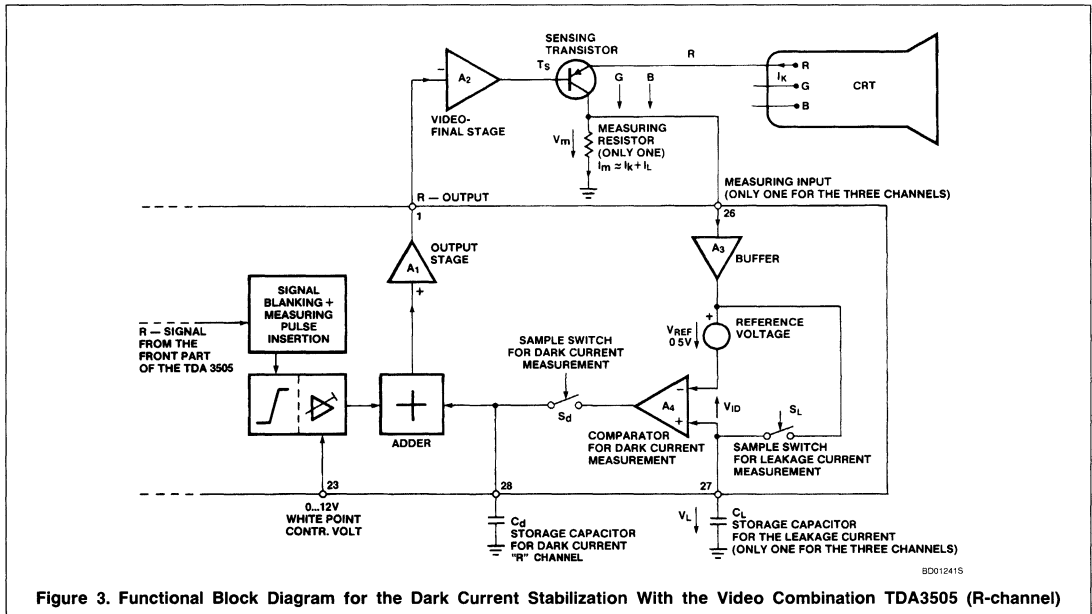 SENSING
TRANSISTOR
TS
R
A2
−
VIDEO-
FINAL STAGE
G
B
R
IK
G
B
CRT
Vm
MEASURING
RESISTOR
(ONLY ONE)
Im ≈ IK + IL
MEASURING INPUT
(ONLY ONE FOR THE THREE CHANNELS)
R — OUTPUT
1
26
A1
+
OUTPUT
STAGE
A3
BUFFER
SIGNAL
BLANKING +
MEASURING
PULSE
INSERTION
R — SIGNAL
FROM THE
FRONT PART
OF THE TDA 3505
+
VREF
0 5V
REFERENCE
VOLTAGE
SAMPLE SWITCH
FOR DARK CURRENT
MEASUREMENT
Sd
A4
−
+
VID
SL
+
ADDER
COMPARATOR
FOR DARK CURRENT
MEASUREMENT
SAMPLE SWITCH
FOR LEAKAGE CURRENT
MEASUREMENT
23
28
27
0...12V
WHITE POINT
CONTR. VOLT
Cd
STORAGE CAPACITOR
FOR DARK CURRENT
"R" CHANNEL
VL
CL
STORAGE CAPACITOR
FOR THE LEAKAGE CURRENT
(ONLY ONE FOR THE THREE CHANNELS)
BD01241S
Figure 3. Functional Block Diagram for the Dark Current Stabilization With the Video Combination TDA3505 (R-channel)